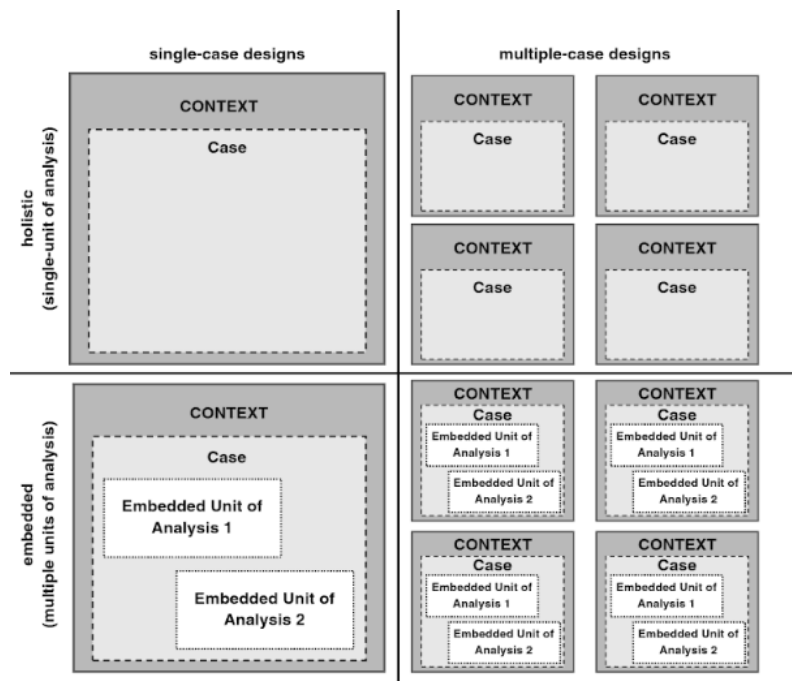 single-case designs
multiple-case designs
holistic
(single-unit of analysis)
CONTEXT
Case
CONTEXT
Case
CONTEXT
Case
CONTEXT
Case
CONTEXT
Case
embedded
(multiple units of analysis)
CONTEXT
Case
Embedded Unit of
Analysis 1
Embedded Unit of
Analysis 2
CONTEXT
Case
Embedded Unit of
Analysis 1
Embedded Unit of
Analysis 2
CONTEXT
Case
Embedded Unit of
Analysis 1
Embedded Unit of
Analysis 2
CONTEXT
Case
Embedded Unit of
Analysis 1
Embedded Unit of
Analysis 2
CONTEXT
Case
Embedded Unit of
Analysis 1
Embedded Unit of
Analysis 2